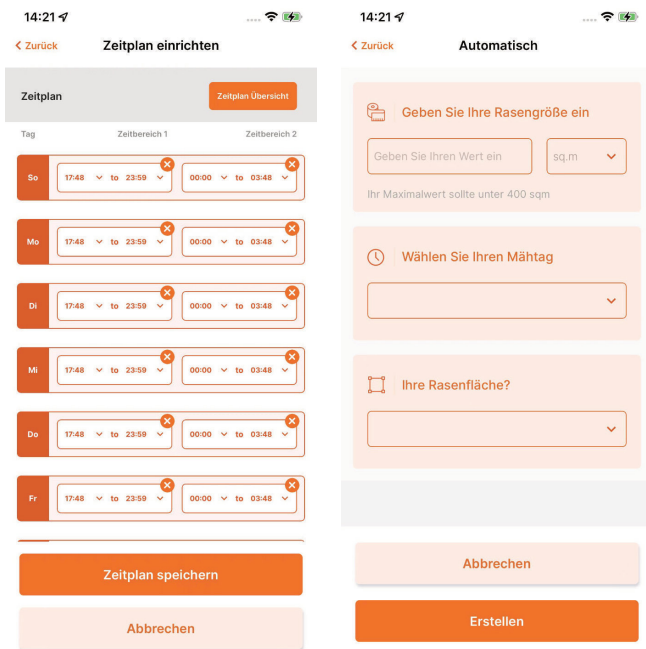 14:21
Zurück
Zeitplan einrichten
Zeitplan
Zeitplan Übersicht
Tag
Zeitbereich 1
Zeitbereich 2
So
17:48 to 23:59
00:00 to 03:48
Mo
17:48 to 23:59
00:00 to 03:48
Di
17:48 to 23:59
00:00 to 03:48
Mi
17:48 to 23:59
00:00 to 03:48
Do
17:48 to 23:59
00:00 to 03:48
Fr
17:48 to 23:59
00:00 to 03:48
Zeitplan speichern
Abbrechen
14:21
Zurück
Automatisch
Geben Sie Ihre Rasengröße ein
Geben Sie Ihren Wert ein
sq.m
Ihr Maximalwert sollte unter 400 sqm
Wählen Sie Ihren Mähtag
Ihre Rasenfläche?
Abbrechen
Erstellen